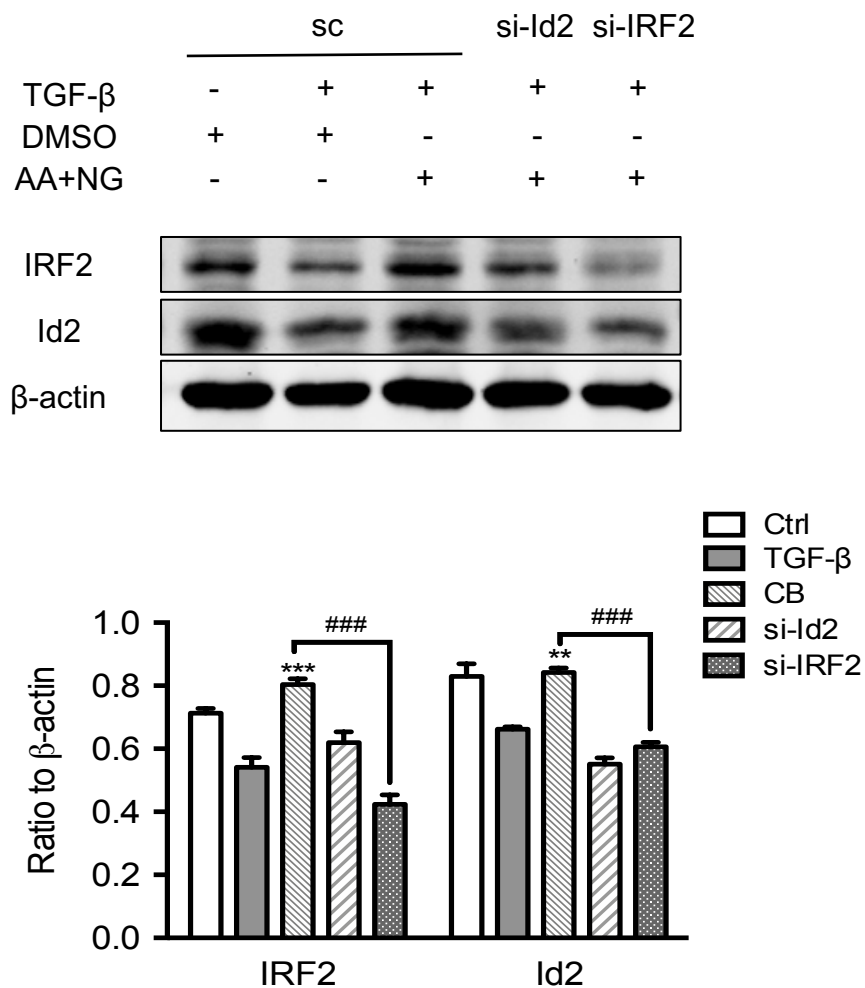 sc si-Id2 si-IRF2
TGF-β - + + + +
DMSO + + - - -
AA+NG - - + + +
IRF2
Id2
β-actin
Ctrl
TGF-β
CB
si-Id2
si-IRF2
Ratio to β-actin
1.0
0.8
0.6
0.4
0.2
0.0
###
***
###
**
IRF2 Id2